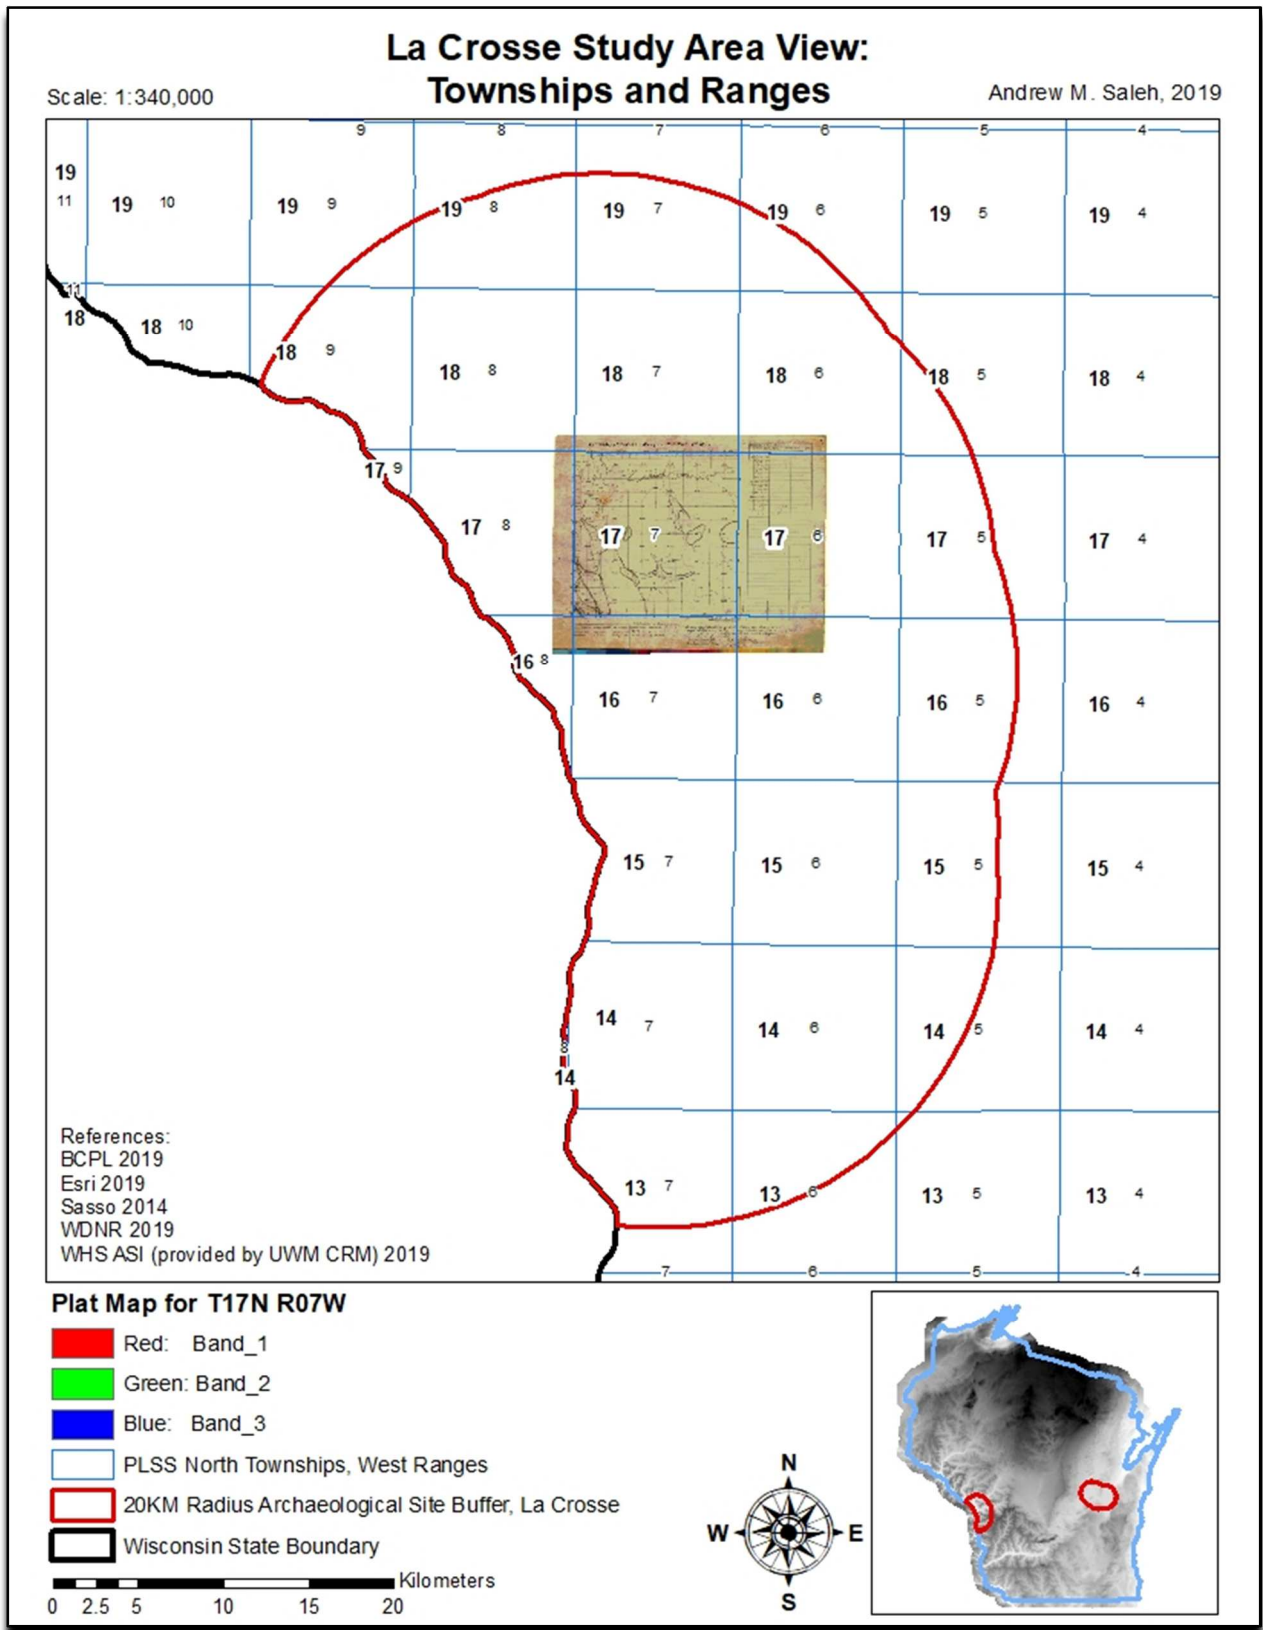 La Crosse Study Area View:
Townships and Ranges
Scale: 1:340,000
Andrew M. Saleh, 2019
9 8 7 6 5 4
19
11
19 10 19 9 19 8 19 7 19 6 19 5 19 4
11
18
18 10 18 9 18 8 18 7 18 6 18 5 18 4
17 9
17 8 17 7 17 6 17 5 17 4
16 8
16 7 16 6 16 5 16 4
15 7 15 6 15 5 15 4
14 7 14 6 14 5 14 4
8
14
13 7 13 6 13 5 13 4
7 6 5 4
References:
BCPL 2019
Esri 2019
Sasso 2014
WDNR 2019
WHS ASI (provided by UWM CRM) 2019
Plat Map for T17N R07W
Red: Band_1
Green: Band_2
Blue: Band_3
PLSS North Townships, West Ranges
20KM Radius Archaeological Site Buffer, La Crosse
Wisconsin State Boundary
Kilometers
0 2.5 5 10 15 20
N
W E
S